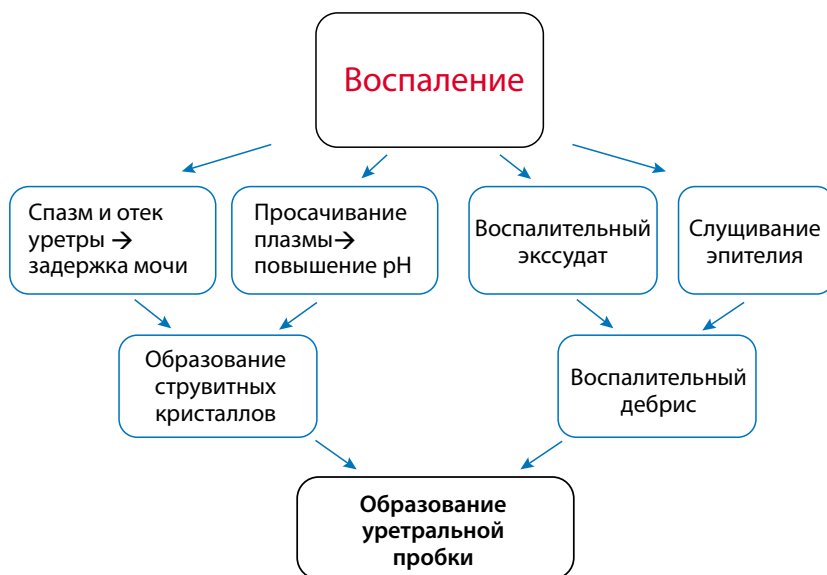 Воспаление
Спазм и отек
уретры →
задержка мочи
Просачивание
плазмы→
повышение pH
Воспалительный
экссудат
Слущивание
эпителия
Образование
струвитных
кристаллов
Воспалительный
дебрис
Образование
уретральной
пробки